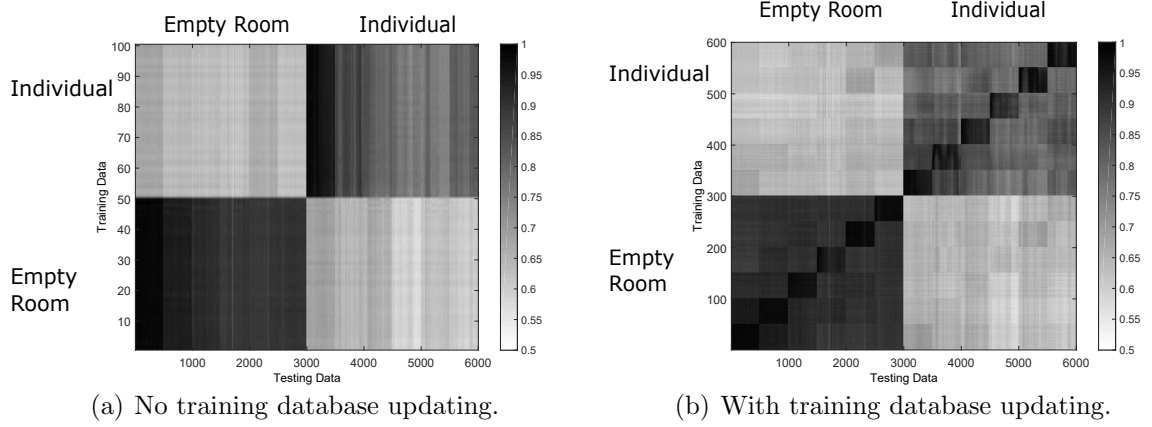 Empty Room Individual
Individual
Empty
Room
100
90
80
70
60
50
40
30
20
10
Training Data
1000 2000 3000 4000 5000 6000
Testing Data
1
0.95
0.9
0.85
0.8
0.75
0.7
0.65
0.6
0.55
0.5
(a) No training database updating.
Empty Room Individual
Individual
Empty
Room
600
500
400
300
200
100
Training Data
1000 2000 3000 4000 5000 6000
Testing Data
1
0.95
0.9
0.85
0.8
0.75
0.7
0.65
0.6
0.55
0.5
(b) With training database updating.